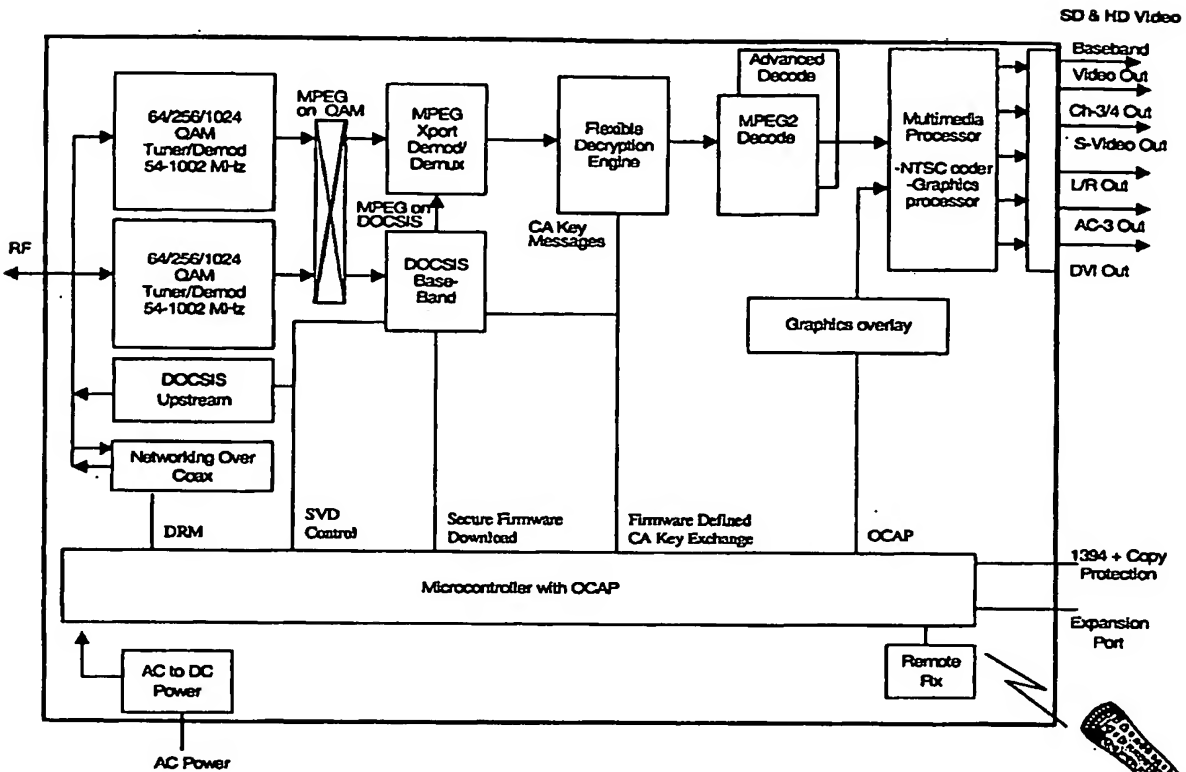 SD & HD Video
Baseband
Video Out
Ch-3/4 Out
S-Video Out
L/R Out
AC-3 Out
DVI Out
RF
64/256/1024
QAM
Tuner/Demod
54-1002 MHz
64/256/1024
QAM
Tuner/Demod
54-1002 MHz
DOCSIS
Upstream
Networking Over
Coax
MPEG
on QAM
MPEG on
DOCSIS
MPEG
Xport
Demod/
Demux
DOCSIS
Base-
Band
Flexible
Decryption
Engine
CA Key
Messages
Advanced
Decode
MPEG2
Decode
Multimedia
Processor
-NTSC coder
-Graphics
processor
Graphics overlay
DRM
SVD
Control
Secure Firmware
Download
Firmware Defined
CA Key Exchange
OCAP
Microcontroller with OCAP
1394 + Copy
Protection
Expansion
Port
AC to DC
Power
AC Power
Remote
Rx